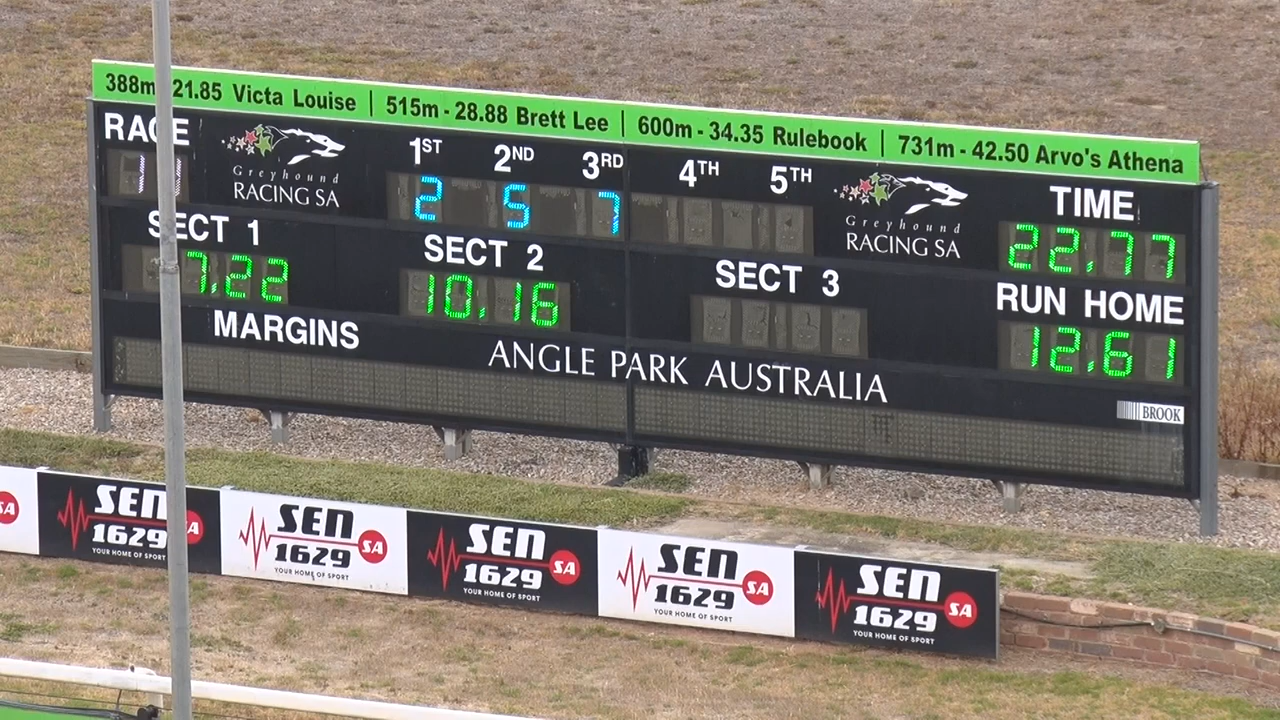 388m - 21.85 Victa Louise | 515m - 28.88 Brett Lee | 600m - 34.35 Rulebook | 731m - 42.50 Arvo's Athena
RACE
11
Greyhound
RACING SA
1ST 2ND 3RD 4TH 5TH
2 5 7
Greyhound
RACING SA
TIME
22.77
SECT 1
7.22
SECT 2
10.16
SECT 3
RUN HOME
12.61
MARGINS
ANGLE PARK AUSTRALIA
BROOK
SA
SEN
1629
SA
YOUR HOME OF SPORT
SEN
1629
SA
YOUR HOME OF SPORT
SEN
1629
SA
YOUR HOME OF SPORT
SEN
1629
SA
YOUR HOME OF SPORT
SEN
1629
SA
YOUR HOME OF SPORT